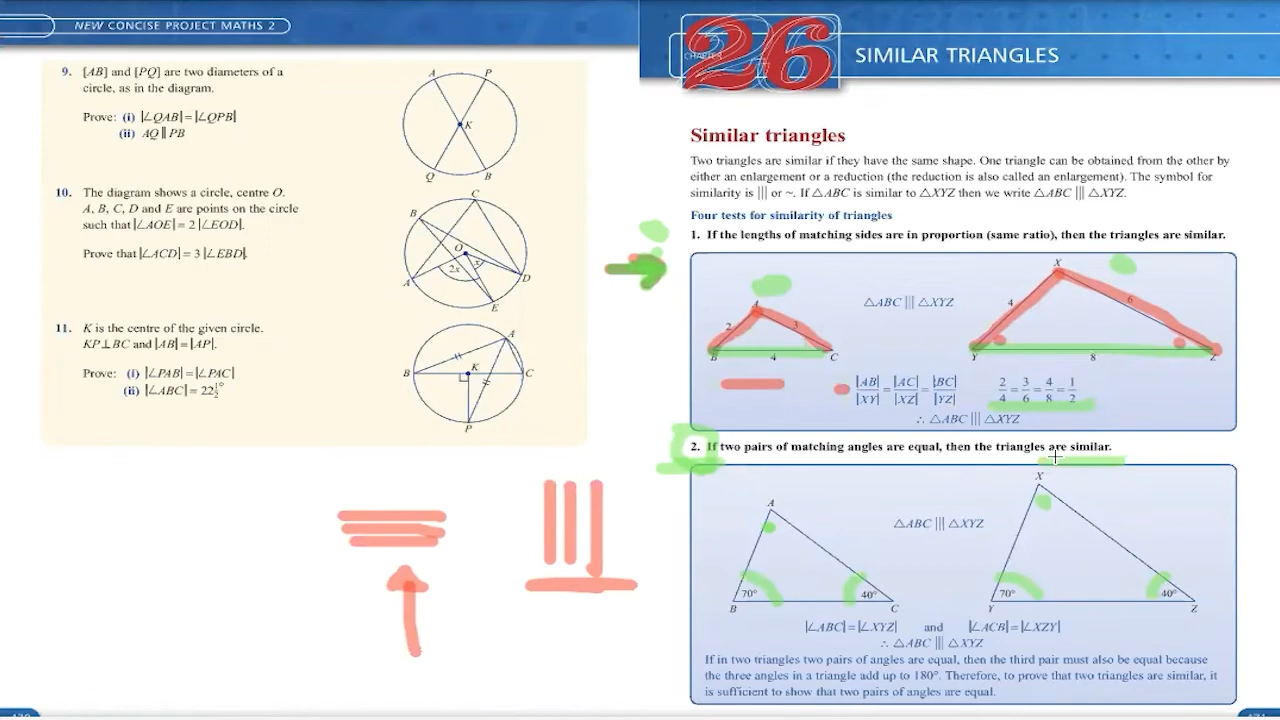 NEW CONCISE PROJECT MATHS 2
9. [AB] and [PQ] are two diameters of a
circle, as in the diagram.
Prove: (i) |∠QAB|=|∠QPB|
(ii) AQ ∥ PB
A
P
K
Q
B
10. The diagram shows a circle, centre O.
A, B, C, D and E are points on the circle
such that |∠AOE| = 2 |∠EOD|.
Prove that |∠ACD| = 3 |∠EBD|.
C
B
O
2x
x
A
D
E
11. K is the centre of the given circle.
KP⊥BC and |AB|=|AP|.
Prove: (i) |∠PAB|=|∠PAC|
(ii) |∠ABC| = 22½°
A
B
K
C
P
CHAPTER 26
SIMILAR TRIANGLES
Similar triangles
Two triangles are similar if they have the same shape. One triangle can be obtained from the other by
either an enlargement or a reduction (the reduction is also called an enlargement). The symbol for
similarity is ||| or ~. If △ABC is similar to △XYZ then we write △ABC ||| △XYZ.
Four tests for similarity of triangles
1. If the lengths of matching sides are in proportion (same ratio), then the triangles are similar.
A
2
3
B
4
C
△ABC ||| △XYZ
X
4
6
Y
8
Z
|AB|/|XY| = |AC|/|XZ| = |BC|/|YZ| 2/4 = 3/6 = 4/8 = 1/2
∴ △ABC ||| △XYZ
2. If two pairs of matching angles are equal, then the triangles are similar.
A
70°
40°
B
C
△ABC ||| △XYZ
X
70°
40°
Y
Z
|∠ABC|=|∠XYZ| and |∠ACB|=|∠XZY|
∴ △ABC ||| △XYZ
If in two triangles two pairs of angles are equal, then the third pair must also be equal because
the three angles in a triangle add up to 180°. Therefore, to prove that two triangles are similar, it
is sufficient to show that two pairs of angles are equal.